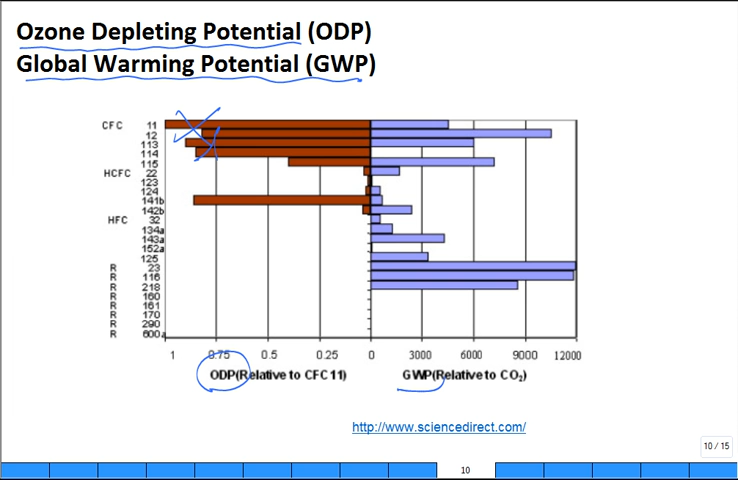 Ozone Depleting Potential (ODP)
Global Warming Potential (GWP)
CFC 11
12
113
114
115
HCFC 22
123
124
141b
142b
HFC 32
134a
143a
152a
125
R 23
R 116
R 218
R 160
R 161
R 170
R 290
R 600a
1 0.75 0.5 0.25 0 3000 6000 9000 12000
ODP(Relative to CFC11) GWP(Relative to CO₂)
http://www.sciencedirect.com/
10 / 15
10